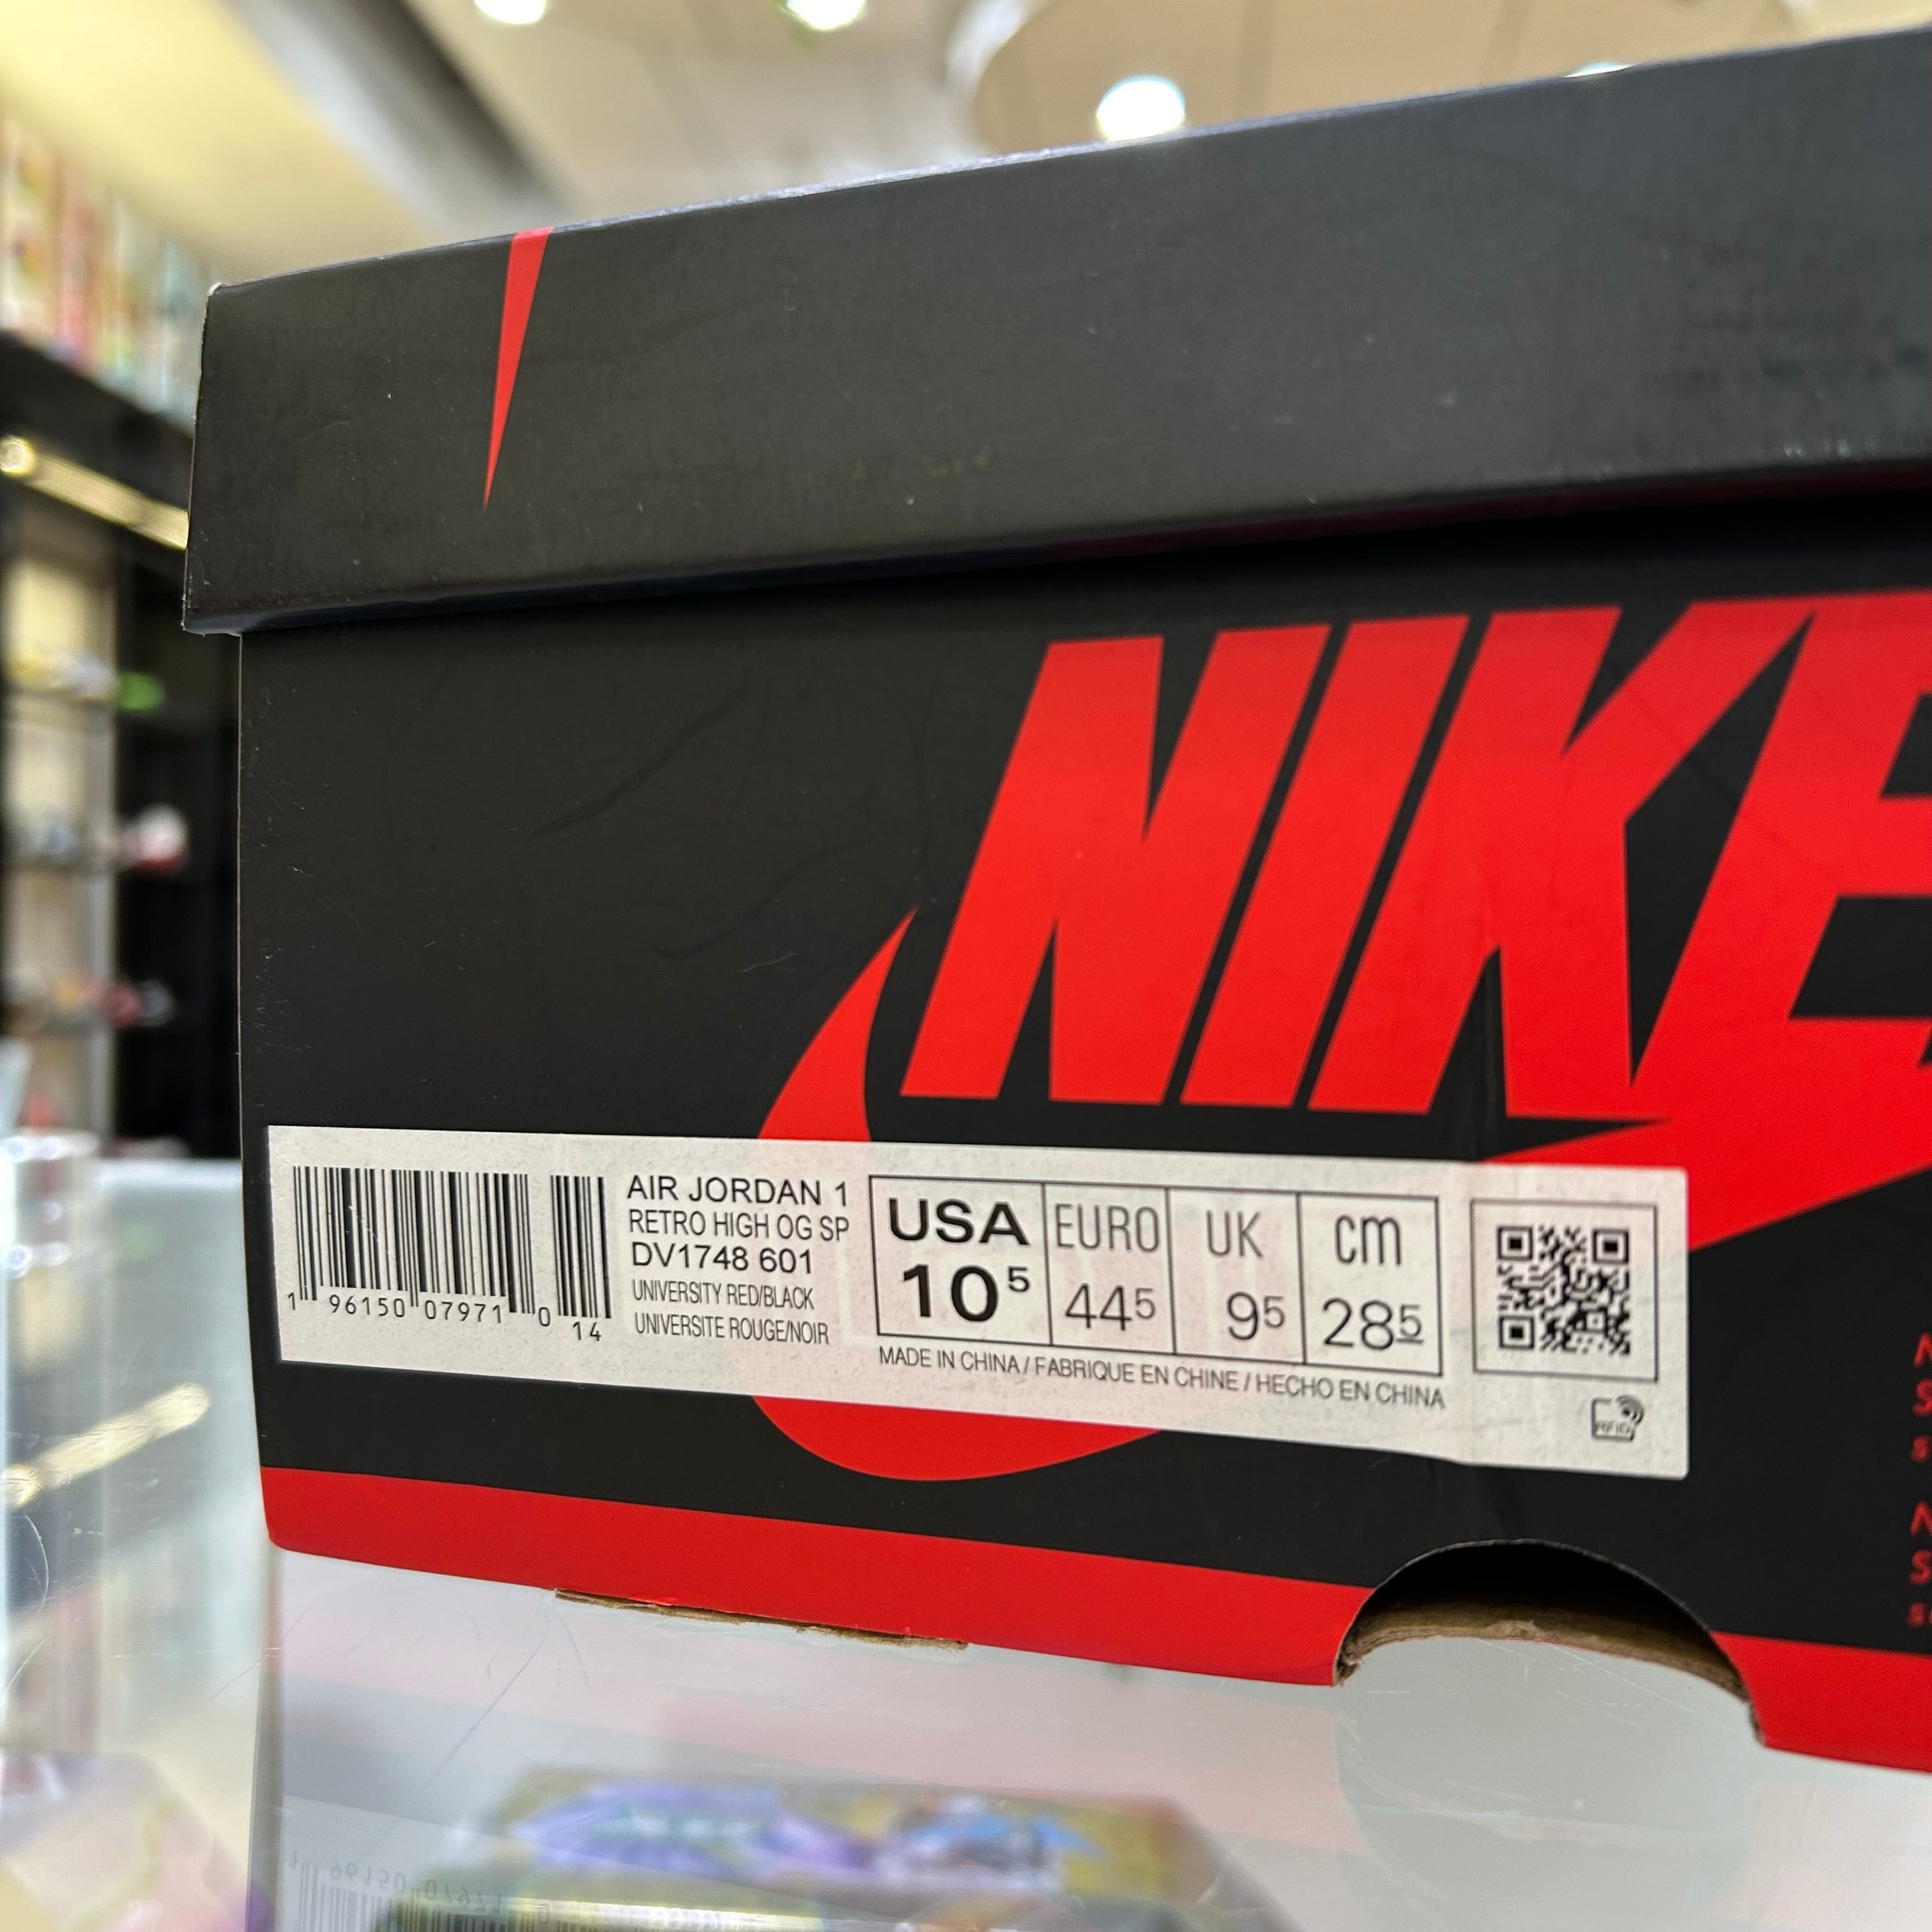 NIKE
AIR JORDAN 1
RETRO HIGH OG SP
DV1748 601
UNIVERSITY RED/BLACK
UNIVERSITE ROUGE/NOIR
1 96150 07971 0 14
USA EURO UK cm
10⁵ 44⁵ 9⁵ 28⁵
MADE IN CHINA / FABRIQUE EN CHINE / HECHO EN CHINA
RFID